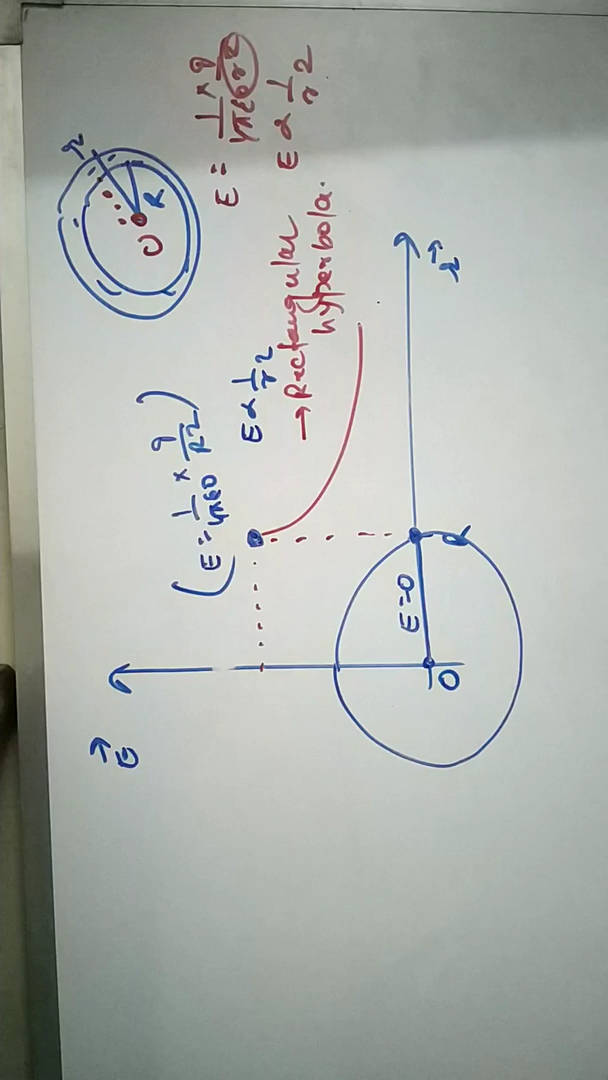 E⃗
(E = 1/4πε0 × q/R2)
E ∝ 1/r2
→ Rectangular
hyperbola.
E = 1/4πε0 × q/r2
E ∝ 1/r2
r
R
O
E=0
O
r⃗